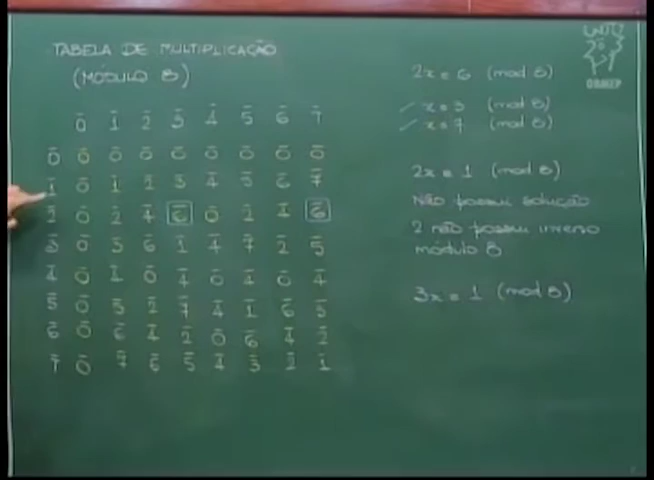 TABELA DE MULTIPLICAÇÃO
(MÓDULO 8)
0̄ 1̄ 2̄ 3̄ 4̄ 5̄ 6̄ 7̄
0̄ 0̄ 0̄ 0̄ 0̄ 0̄ 0̄ 0̄ 0̄
1̄ 0̄ 1̄ 2̄ 3̄ 4̄ 5̄ 6̄ 7̄
2̄ 0̄ 2̄ 4̄ 6̄ 0̄ 2̄ 4̄ 6̄
3̄ 0̄ 3̄ 6̄ 1̄ 4̄ 7̄ 2̄ 5̄
4̄ 0̄ 4̄ 0̄ 4̄ 0̄ 4̄ 0̄ 4̄
5̄ 0̄ 5̄ 2̄ 7̄ 4̄ 1̄ 6̄ 3̄
6̄ 0̄ 6̄ 4̄ 2̄ 0̄ 6̄ 4̄ 2̄
7̄ 0̄ 7̄ 6̄ 5̄ 4̄ 3̄ 2̄ 1̄
2x ≡ 6 (mod 8)
✓ x ≡ 3 (mod 8)
✓ x ≡ 7 (mod 8)
2x ≡ 1 (mod 8)
Não possui solução
2 não possui inverso
módulo 8
3x ≡ 1 (mod 8)
OBMEP